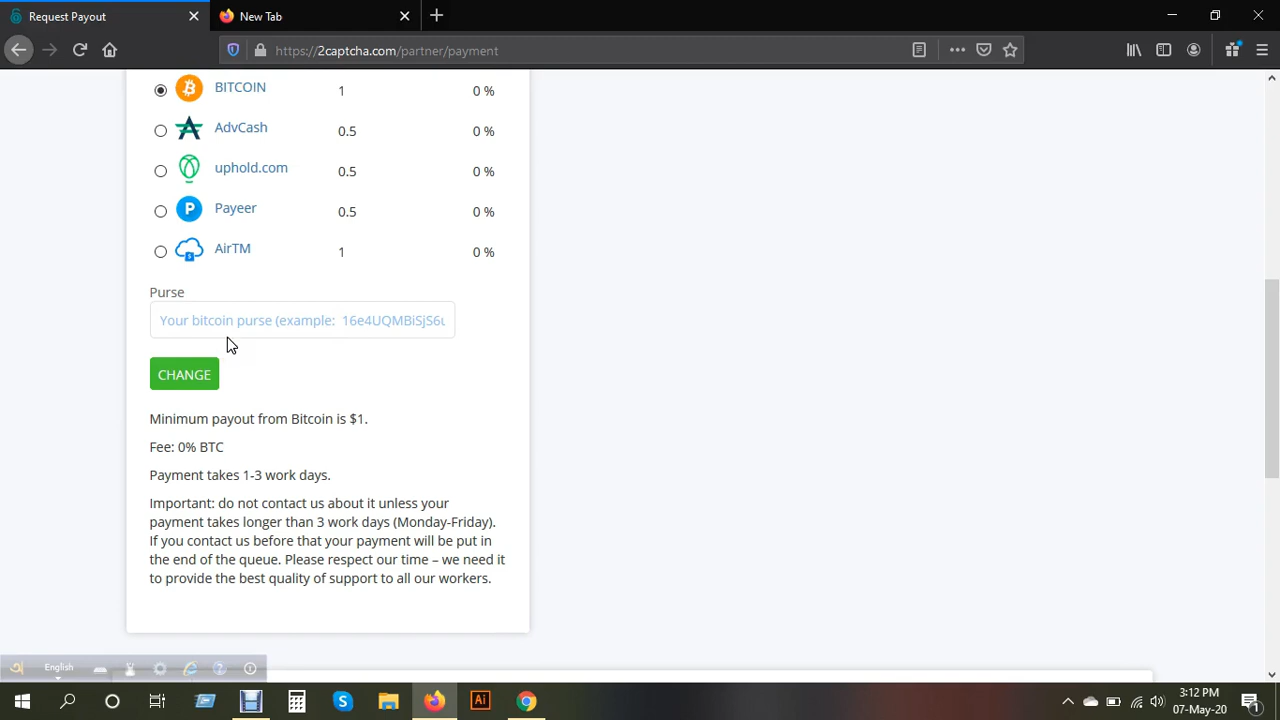 Request Payout
New Tab
https://2captcha.com/partner/payment
BITCOIN 1 0 %
AdvCash 0.5 0 %
uphold.com 0.5 0 %
P Payeer 0.5 0 %
AirTM 1 0 %
Purse
Your bitcoin purse (example: 16e4UQMBiSjS6u
CHANGE
Minimum payout from Bitcoin is $1.
Fee: 0% BTC
Payment takes 1-3 work days.
Important: do not contact us about it unless your
payment takes longer than 3 work days (Monday-Friday).
If you contact us before that your payment will be put in
the end of the queue. Please respect our time – we need it
to provide the best quality of support to all our workers.
English
Ai
3:12 PM
07-May-20
1